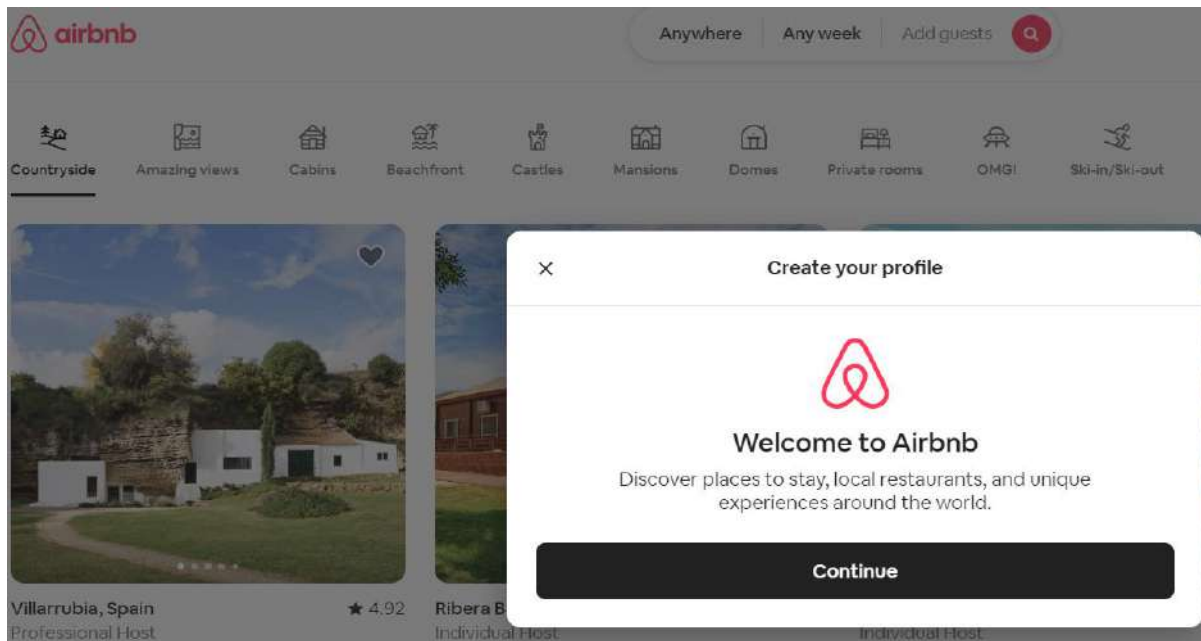 airbnb
Anywhere Any week Add guests
Countryside Amazing views Cabins Beachfront Castles Mansions Domes Private rooms OMG! Ski-in/Ski-out
Create your profile
Welcome to Airbnb
Discover places to stay, local restaurants, and unique
experiences around the world.
Continue
Villarrubia, Spain ★ 4.92 Ribera B
Professional Host Individual Host Individual Host